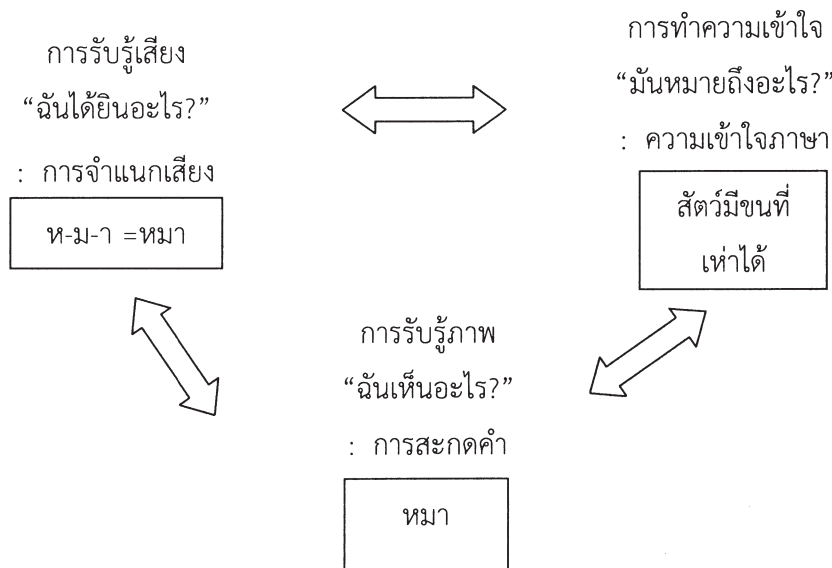 การรับรู้เสียง
“ฉันได้ยินอะไร?”
: การจำแนกเสียง
ห-ม-า =หมา
การทำความเข้าใจ
“มันหมายถึงอะไร?”
: ความเข้าใจภาษา
สัตว์มีขนที่
เห่าได้
การรับรู้ภาพ
“ฉันเห็นอะไร?”
: การสะกดคำ
หมา